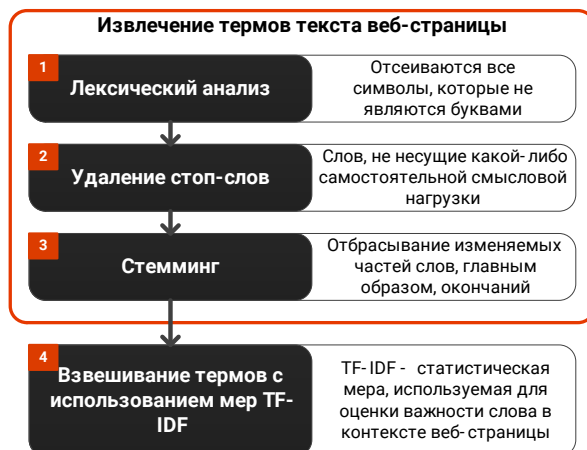 Извлечение термов текста веб-страницы
1
Лексический анализ
Отсеиваются все
символы, которые не
являются буквами
2
Удаление стоп-слов
Слов, не несущие какой-либо
самостоятельной смысловой
нагрузки
3
Стемминг
Отбрасывание изменяемых
частей слов, главным
образом, окончаний
4
Взвешивание термов с
использованием мер TF-
IDF
TF-IDF - статистическая
мера, используемая для
оценки важности слова в
контексте веб-страницы